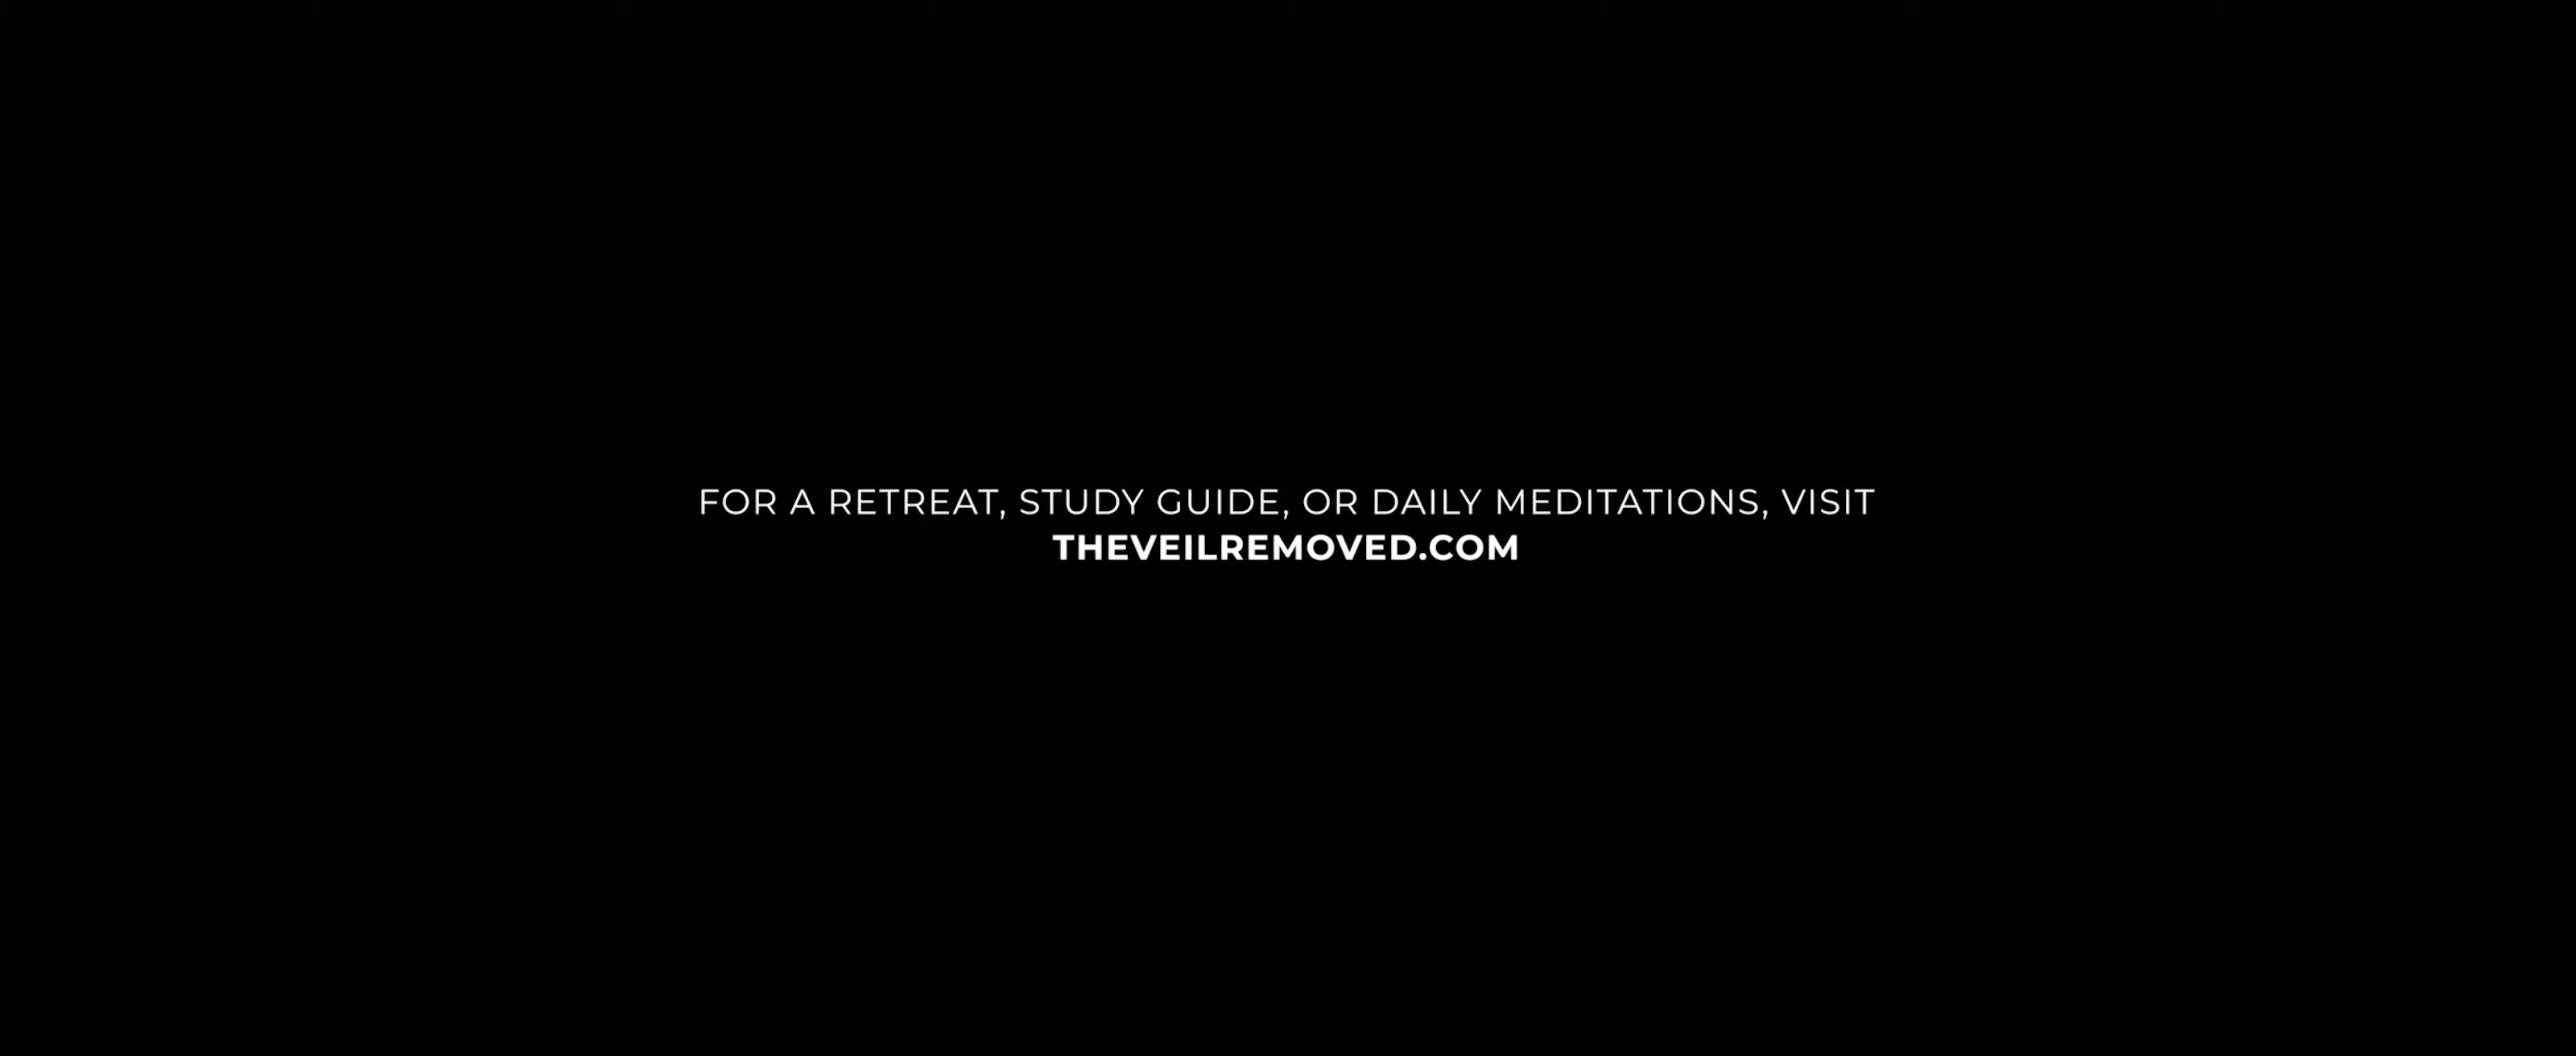 FOR A RETREAT, STUDY GUIDE, OR DAILY MEDITATIONS, VISIT
THEVEILREMOVED.COM